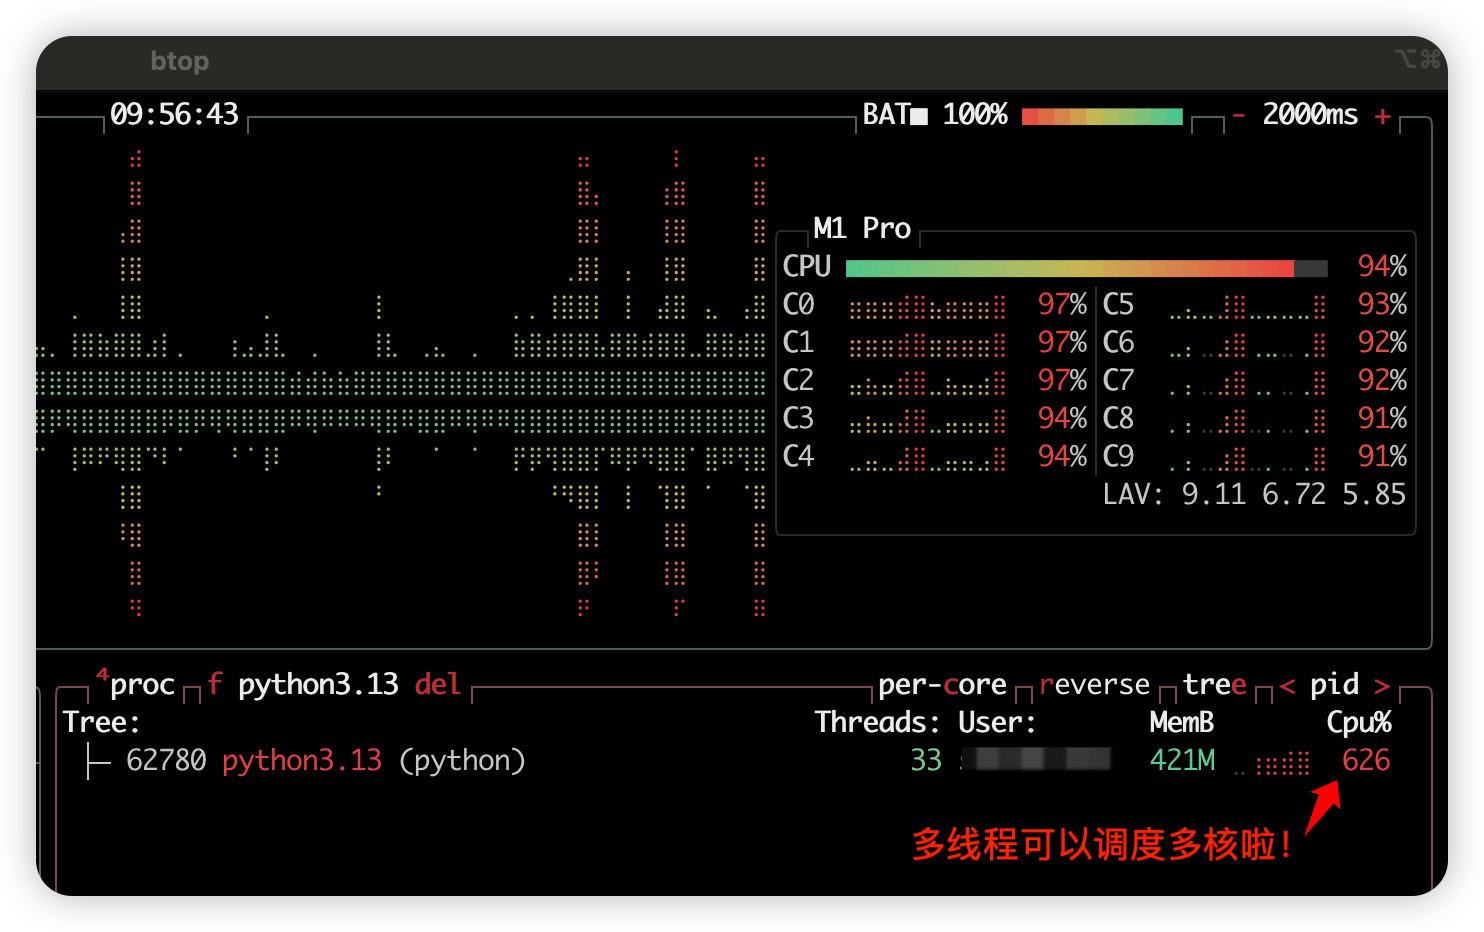 btop ⌥⌘
09:56:43 BAT■ 100% - 2000ms +
M1 Pro
CPU 94%
C0 97% C5 93%
C1 97% C6 92%
C2 97% C7 92%
C3 94% C8 91%
C4 94% C9 91%
LAV: 9.11 6.72 5.85
⁴proc f python3.13 del per-core reverse tree < pid >
Tree: Threads: User: MemB Cpu%
62780 python3.13 (python) 33 421M 626
多线程可以调度多核啦！